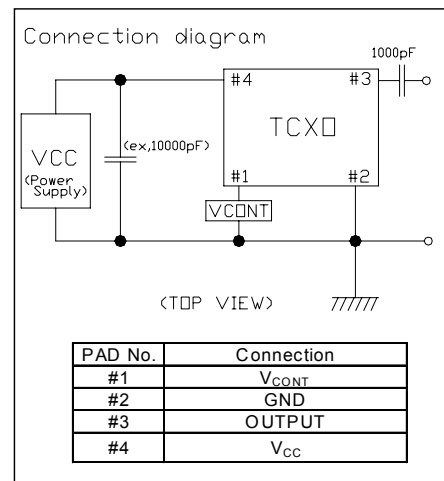 Connection diagram
1000pF
#4 #3
TCXO
(ex,10000pF)
VCC
(Power
Supply)
#1 #2
VCONT
(TOP VIEW)
PAD No. Connection
#1 VCONT
#2 GND
#3 OUTPUT
#4 VCC